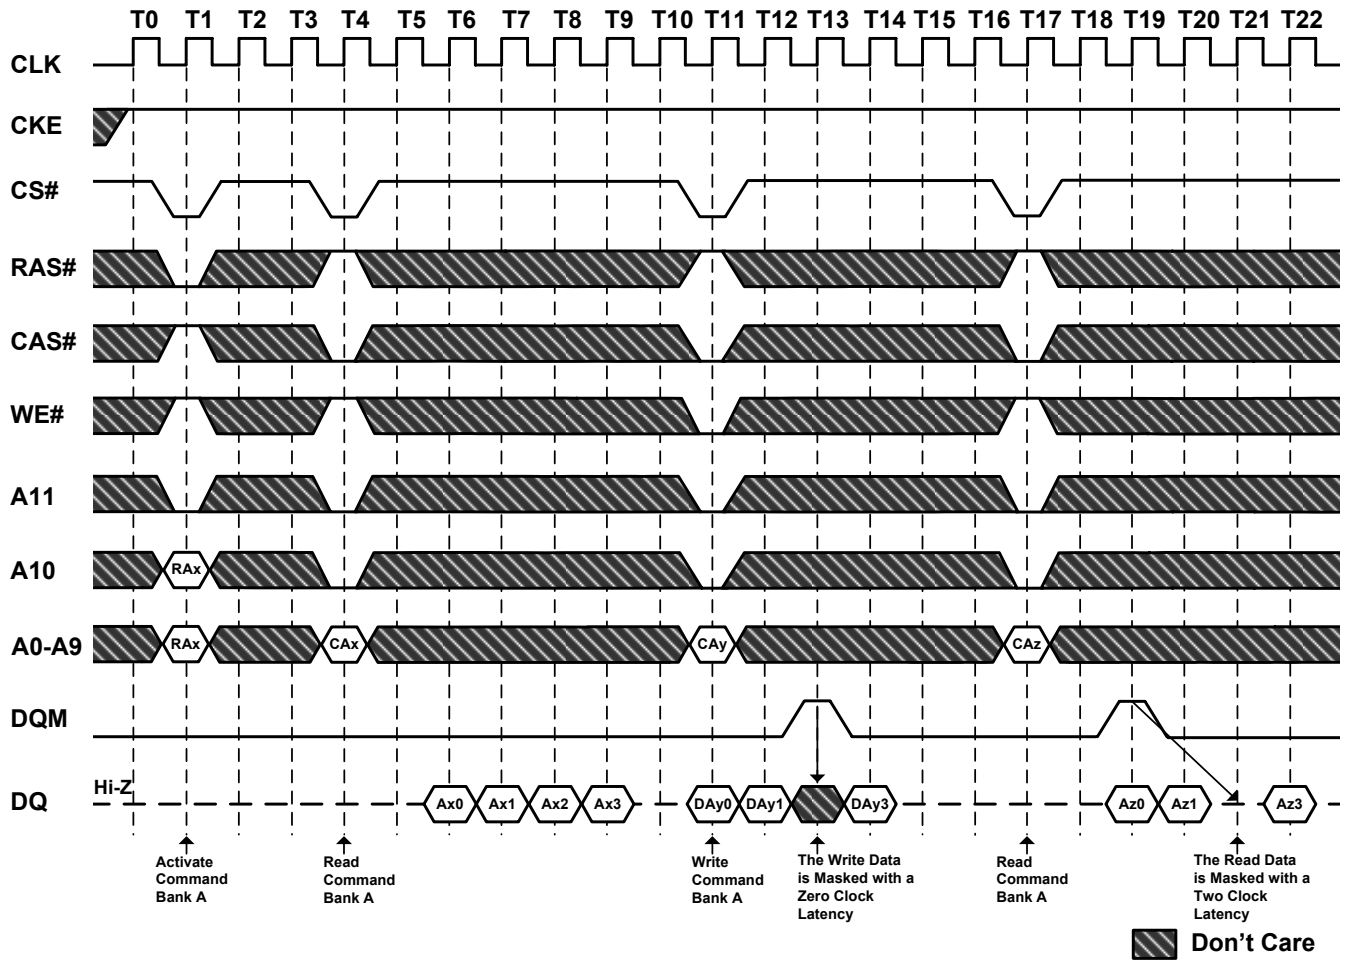 T0 T1 T2 T3 T4 T5 T6 T7 T8 T9 T10 T11 T12 T13 T14 T15 T16 T17 T18 T19 T20 T21 T22
CLK
CKE
CS#
RAS#
CAS#
WE#
A11
A10 RAx
A0-A9 RAx CAx CAy CAz
DQM
DQ Hi-Z Ax0 Ax1 Ax2 Ax3 DAy0 DAy1 DAy3 Az0 Az1 Az3
Activate
Command
Bank A
Read
Command
Bank A
Write
Command
Bank A
The Write Data
is Masked with a
Zero Clock
Latency
Read
Command
Bank A
The Read Data
is Masked with a
Two Clock
Latency
Don't Care